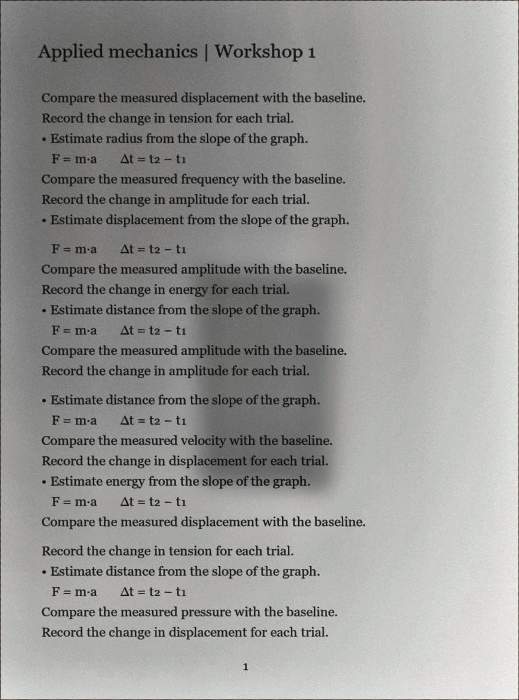 Applied mechanics | Workshop 1
Compare the measured displacement with the baseline.
Record the change in tension for each trial.
• Estimate radius from the slope of the graph.
F = m·a Δt = t2 − t1
Compare the measured frequency with the baseline.
Record the change in amplitude for each trial.
• Estimate displacement from the slope of the graph.
F = m·a Δt = t2 − t1
Compare the measured amplitude with the baseline.
Record the change in energy for each trial.
• Estimate distance from the slope of the graph.
F = m·a Δt = t2 − t1
Compare the measured amplitude with the baseline.
Record the change in amplitude for each trial.
• Estimate distance from the slope of the graph.
F = m·a Δt = t2 − t1
Compare the measured velocity with the baseline.
Record the change in displacement for each trial.
• Estimate energy from the slope of the graph.
F = m·a Δt = t2 − t1
Compare the measured displacement with the baseline.
Record the change in tension for each trial.
• Estimate distance from the slope of the graph.
F = m·a Δt = t2 − t1
Compare the measured pressure with the baseline.
Record the change in displacement for each trial.
1